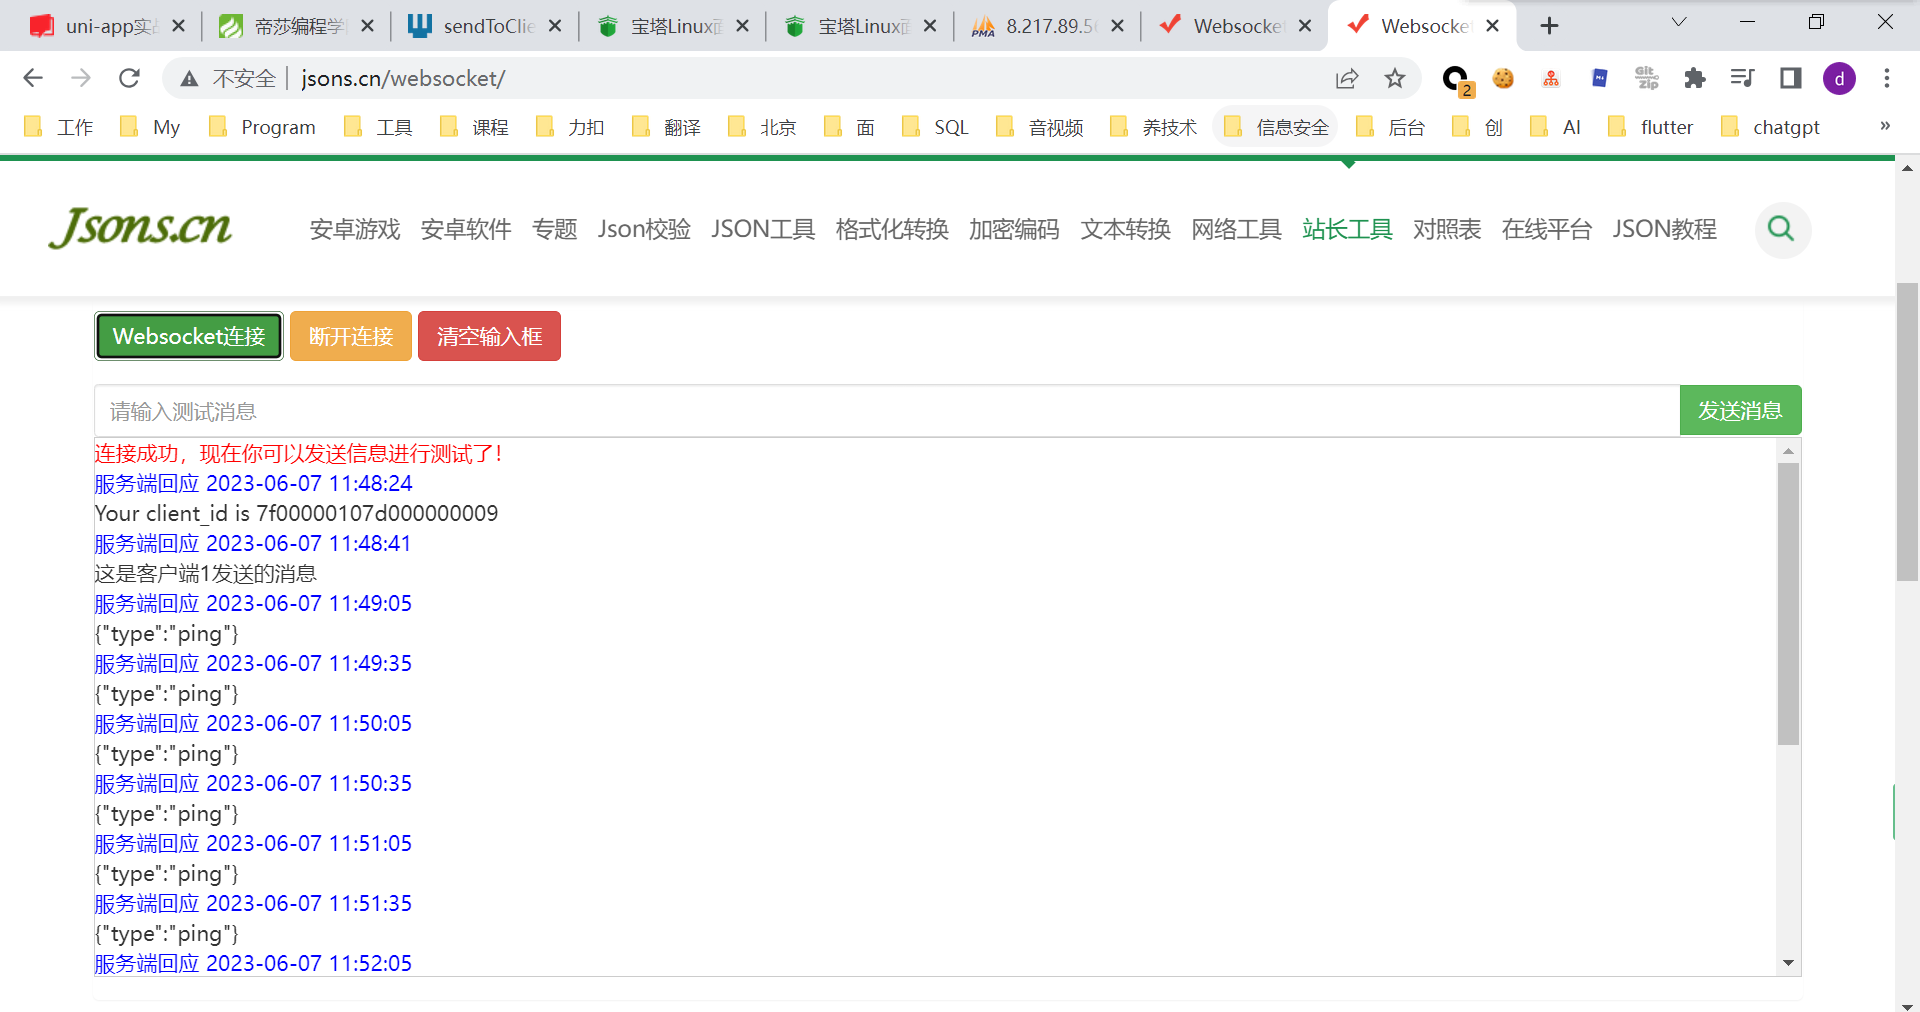 uni-app实
帝莎编程学
sendToClie
宝塔Linux面
宝塔Linux面
8.217.89.56
Websocke
Websocke
不安全 jsons.cn/websocket/
2
Git Zip
d
工作 My Program 工具 课程 力扣 翻译 北京 面 SQL 音视频 养技术 信息安全 后台 创 AI flutter chatgpt »
Jsons.cn 安卓游戏 安卓软件 专题 Json校验 JSON工具 格式化转换 加密编码 文本转换 网络工具 站长工具 对照表 在线平台 JSON教程
Websocket连接 断开连接 清空输入框
请输入测试消息 发送消息
连接成功，现在你可以发送信息进行测试了！
服务端回应 2023-06-07 11:48:24
Your client_id is 7f00000107d000000009
服务端回应 2023-06-07 11:48:41
这是客户端1发送的消息
服务端回应 2023-06-07 11:49:05
{"type":"ping"}
服务端回应 2023-06-07 11:49:35
{"type":"ping"}
服务端回应 2023-06-07 11:50:05
{"type":"ping"}
服务端回应 2023-06-07 11:50:35
{"type":"ping"}
服务端回应 2023-06-07 11:51:05
{"type":"ping"}
服务端回应 2023-06-07 11:51:35
{"type":"ping"}
服务端回应 2023-06-07 11:52:05